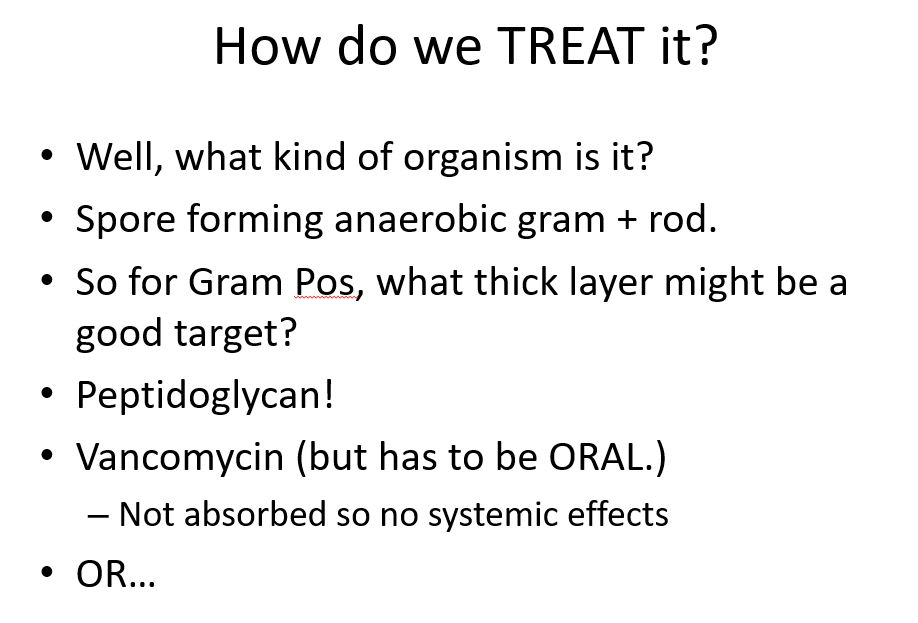 How do we TREAT it?
• Well, what kind of organism is it?
• Spore forming anaerobic gram + rod.
• So for Gram Pos, what thick layer might be a
good target?
• Peptidoglycan!
• Vancomycin (but has to be ORAL.)
– Not absorbed so no systemic effects
• OR…